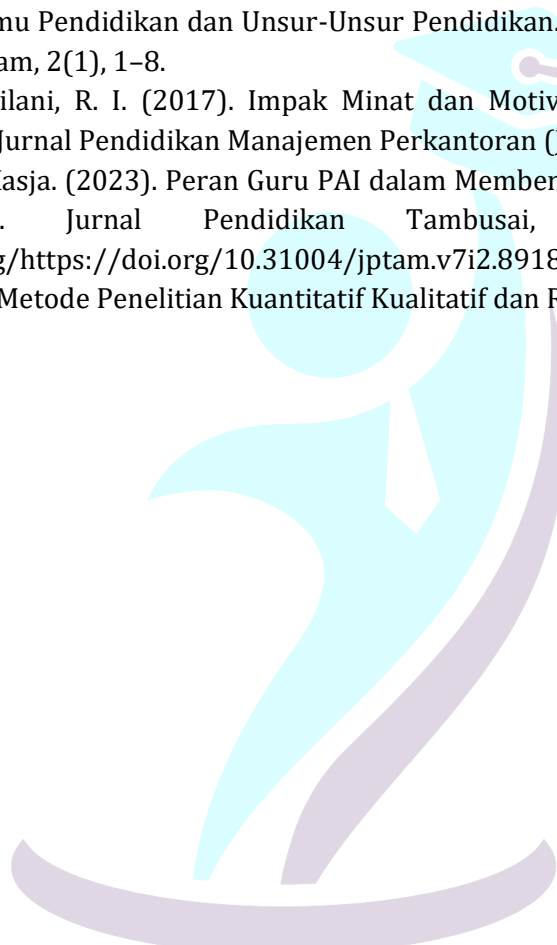 mu Pendidikan dan Unsur-Unsur Pendidikan.
am, 2(1), 1–8.
ilani, R. I. (2017). Impak Minat dan Motiv
Jurnal Pendidikan Manajemen Perkantoran (J
asja. (2023). Peran Guru PAI dalam Member
. Jurnal Pendidikan Tambusai,
g/https://doi.org/10.31004/jptam.v7i2.8918
Metode Penelitian Kuantitatif Kualitatif dan R